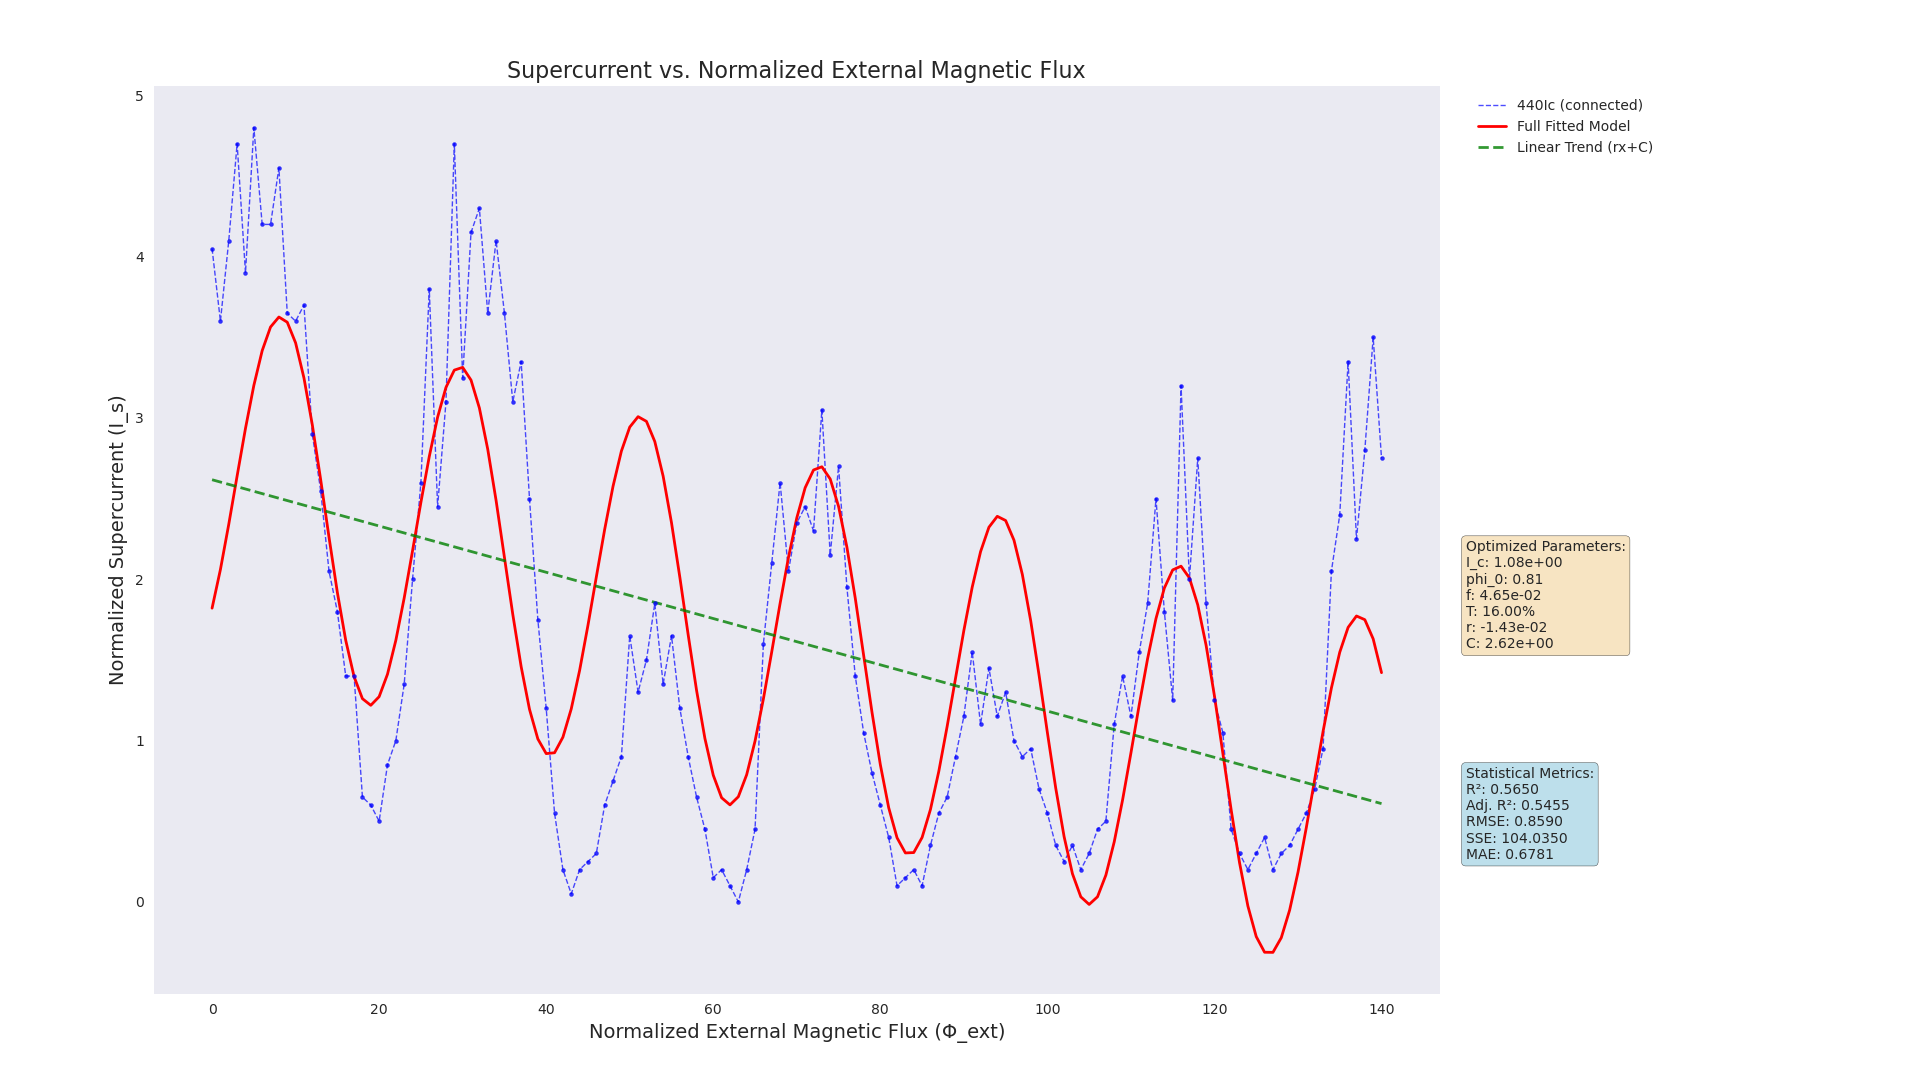 Supercurrent vs. Normalized External Magnetic Flux
Normalized Supercurrent (I_s)
5
4
3
2
1
0
0 20 40 60 80 100 120 140
Normalized External Magnetic Flux (Φ_ext)
440Ic (connected)
Full Fitted Model
Linear Trend (rx+C)
Optimized Parameters:
I_c: 1.08e+00
phi_0: 0.81
f: 4.65e-02
T: 16.00%
r: -1.43e-02
C: 2.62e+00
Statistical Metrics:
R²: 0.5650
Adj. R²: 0.5455
RMSE: 0.8590
SSE: 104.0350
MAE: 0.6781